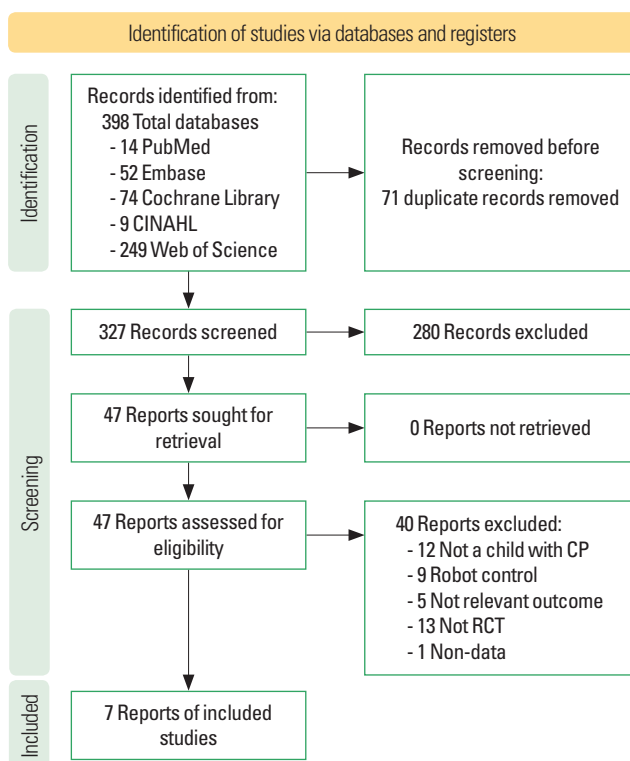 Identification of studies via databases and registers
Identification
Records identified from:
398 Total databases
- 14 PubMed
- 52 Embase
- 74 Cochrane Library
- 9 CINAHL
- 249 Web of Science
Records removed before
screening:
71 duplicate records removed
Screening
327 Records screened
280 Records excluded
47 Reports sought for
retrieval
0 Reports not retrieved
47 Reports assessed for
eligibility
40 Reports excluded:
- 12 Not a child with CP
- 9 Robot control
- 5 Not relevant outcome
- 13 Not RCT
- 1 Non-data
Included
7 Reports of included
studies